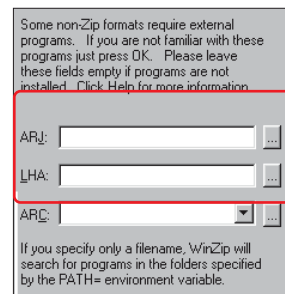 Some non-Zip formats require external
programs. If you are not familiar with these
programs just press OK. Please leave
these fields empty if programs are not
installed. Click Help for more information.
ARJ:
...
LHA:
...
ARC:
...
If you specify only a filename, WinZip will
search for programs in the folders specified
by the PATH= environment variable.